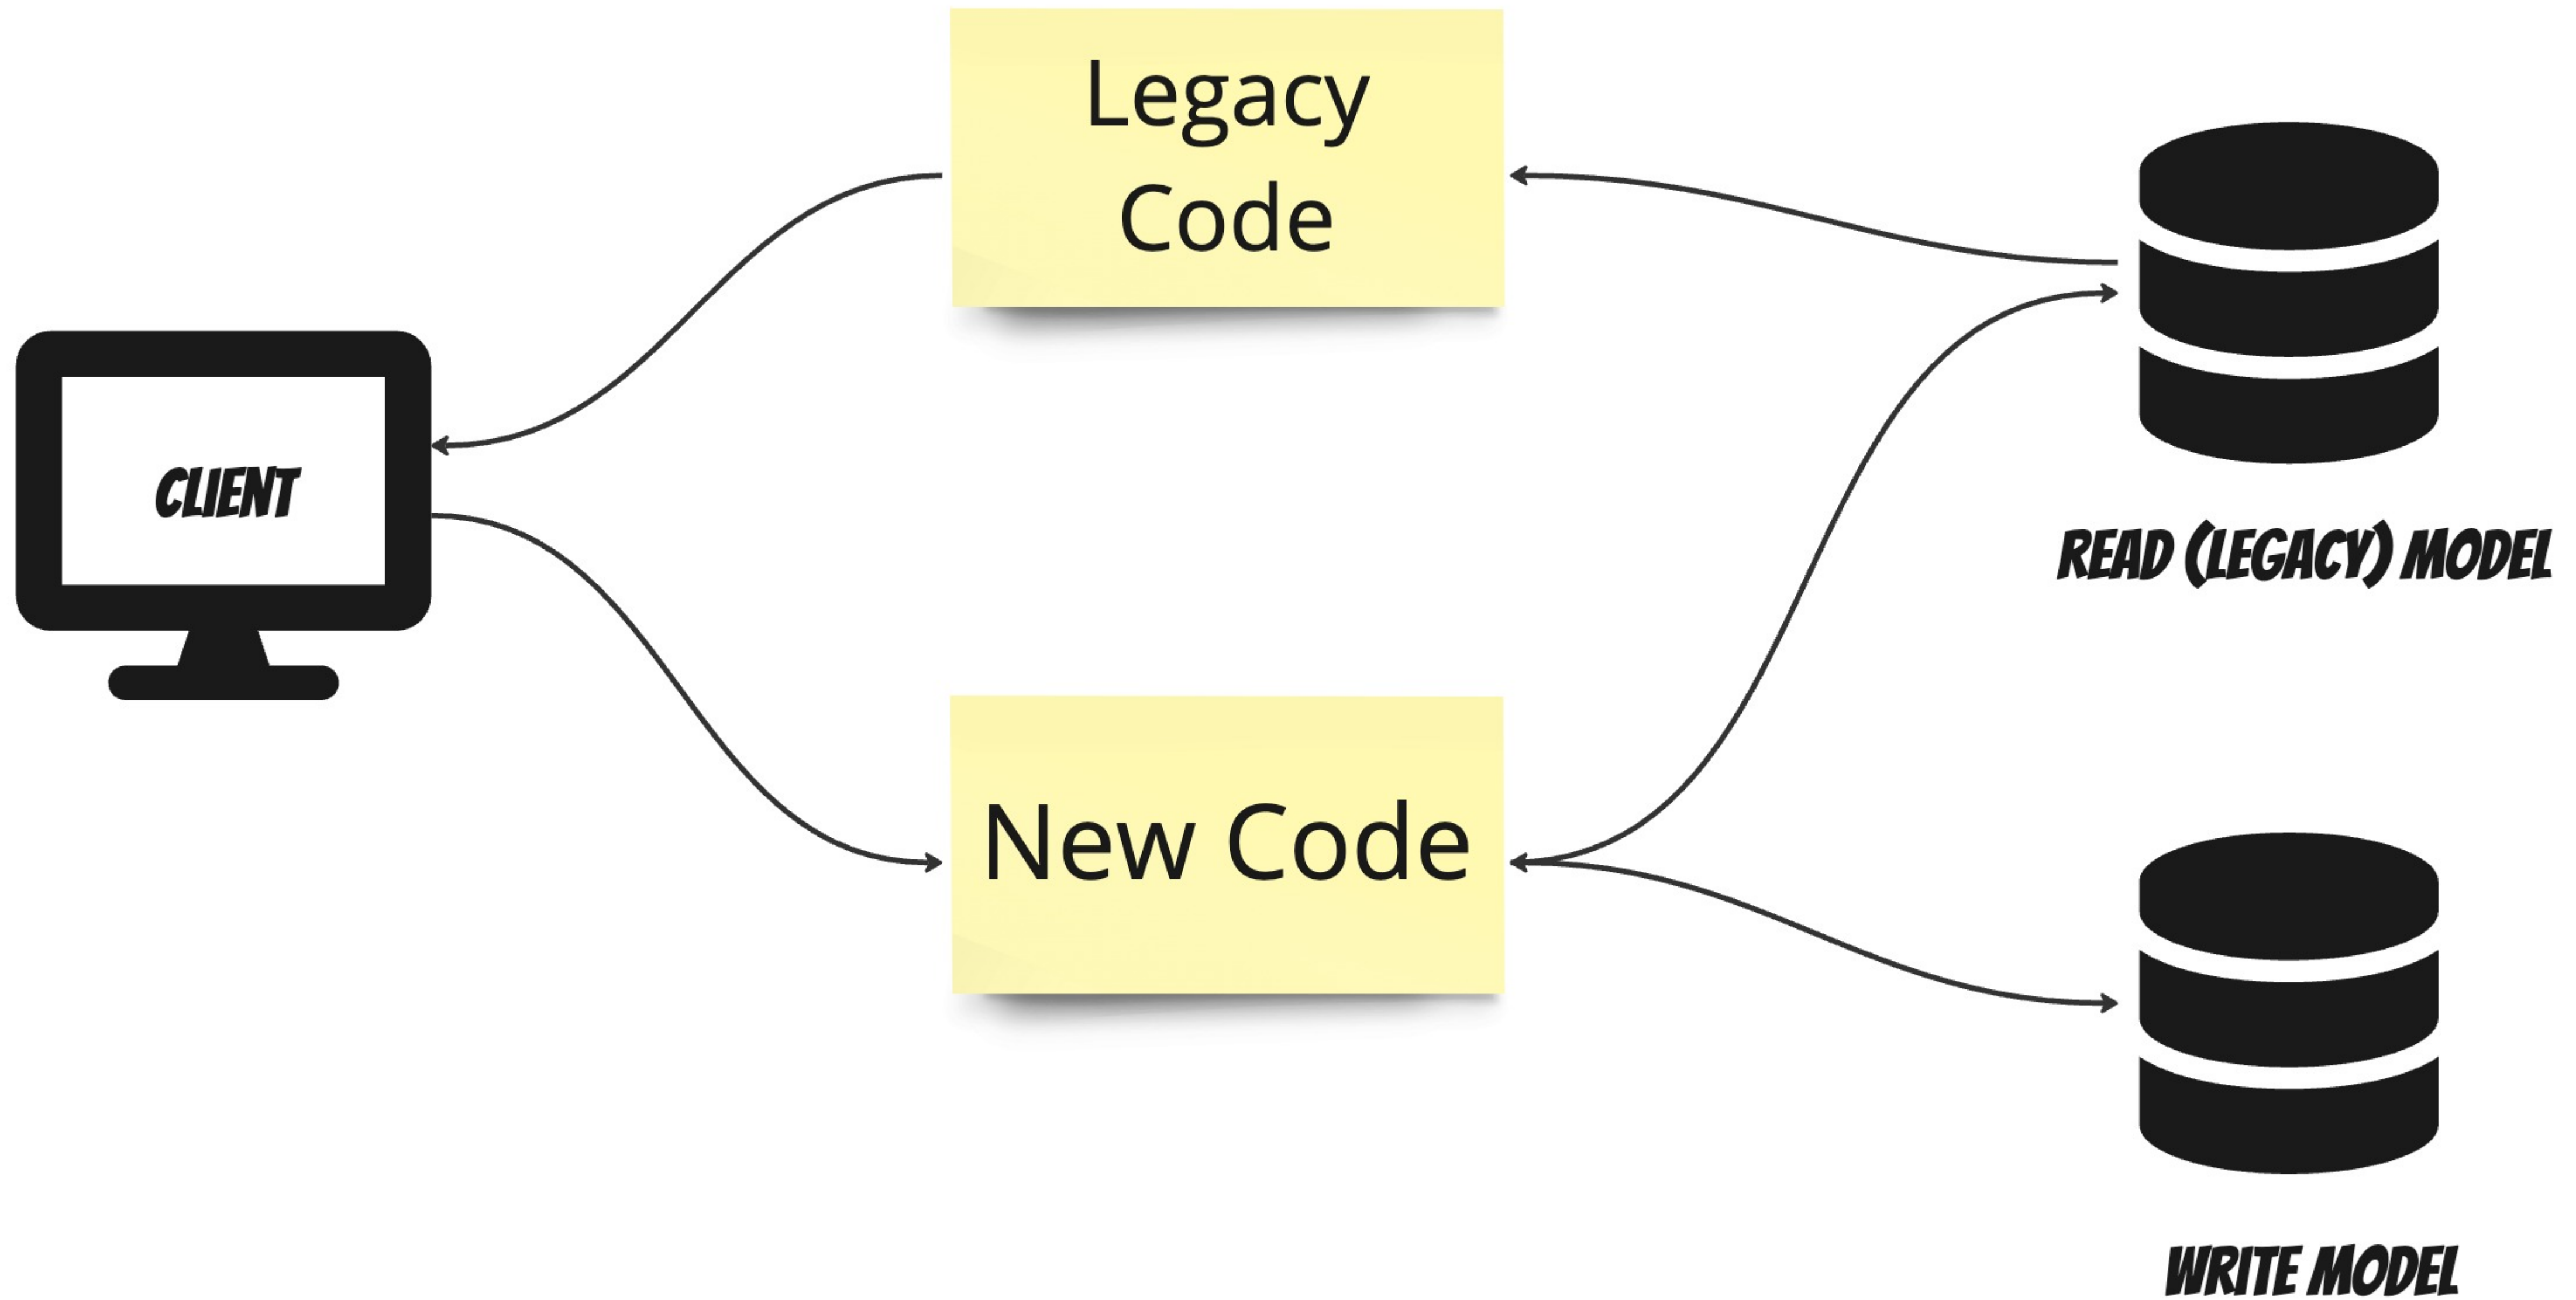 Legacy
Code
CLIENT
READ (LEGACY) MODEL
New Code
WRITE MODEL